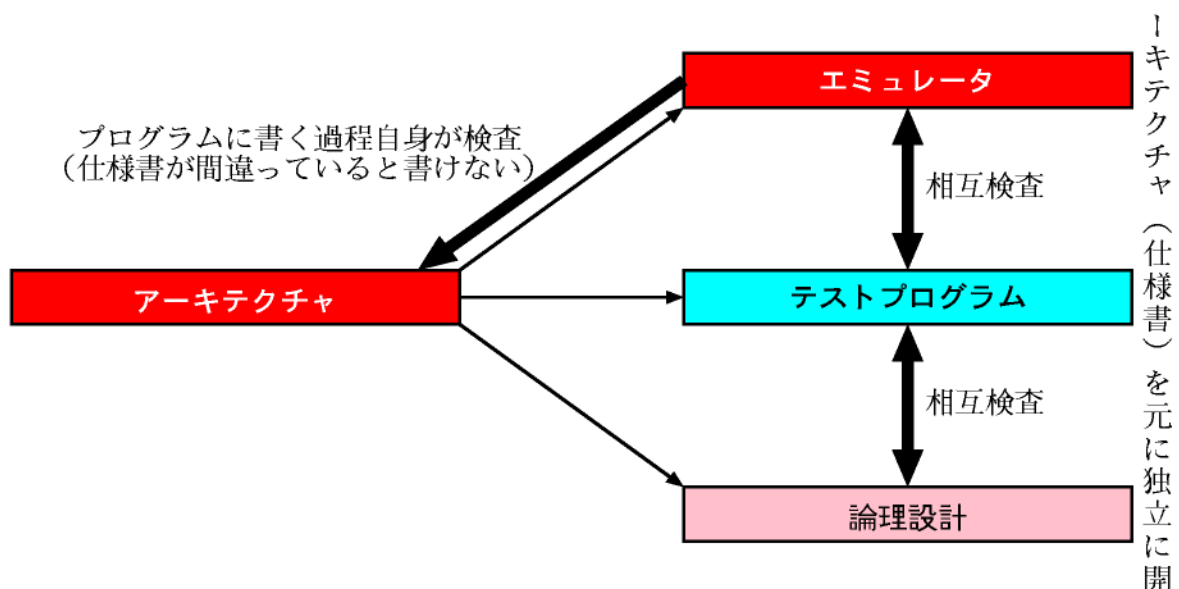 エミュレータ
プログラムに書く過程自身が検査
（仕様書が間違っていると書けない）
相互検査
アーキテクチャ
テストプログラム
相互検査
論理設計
ーキテクチャ（仕様書）を元に独立に開